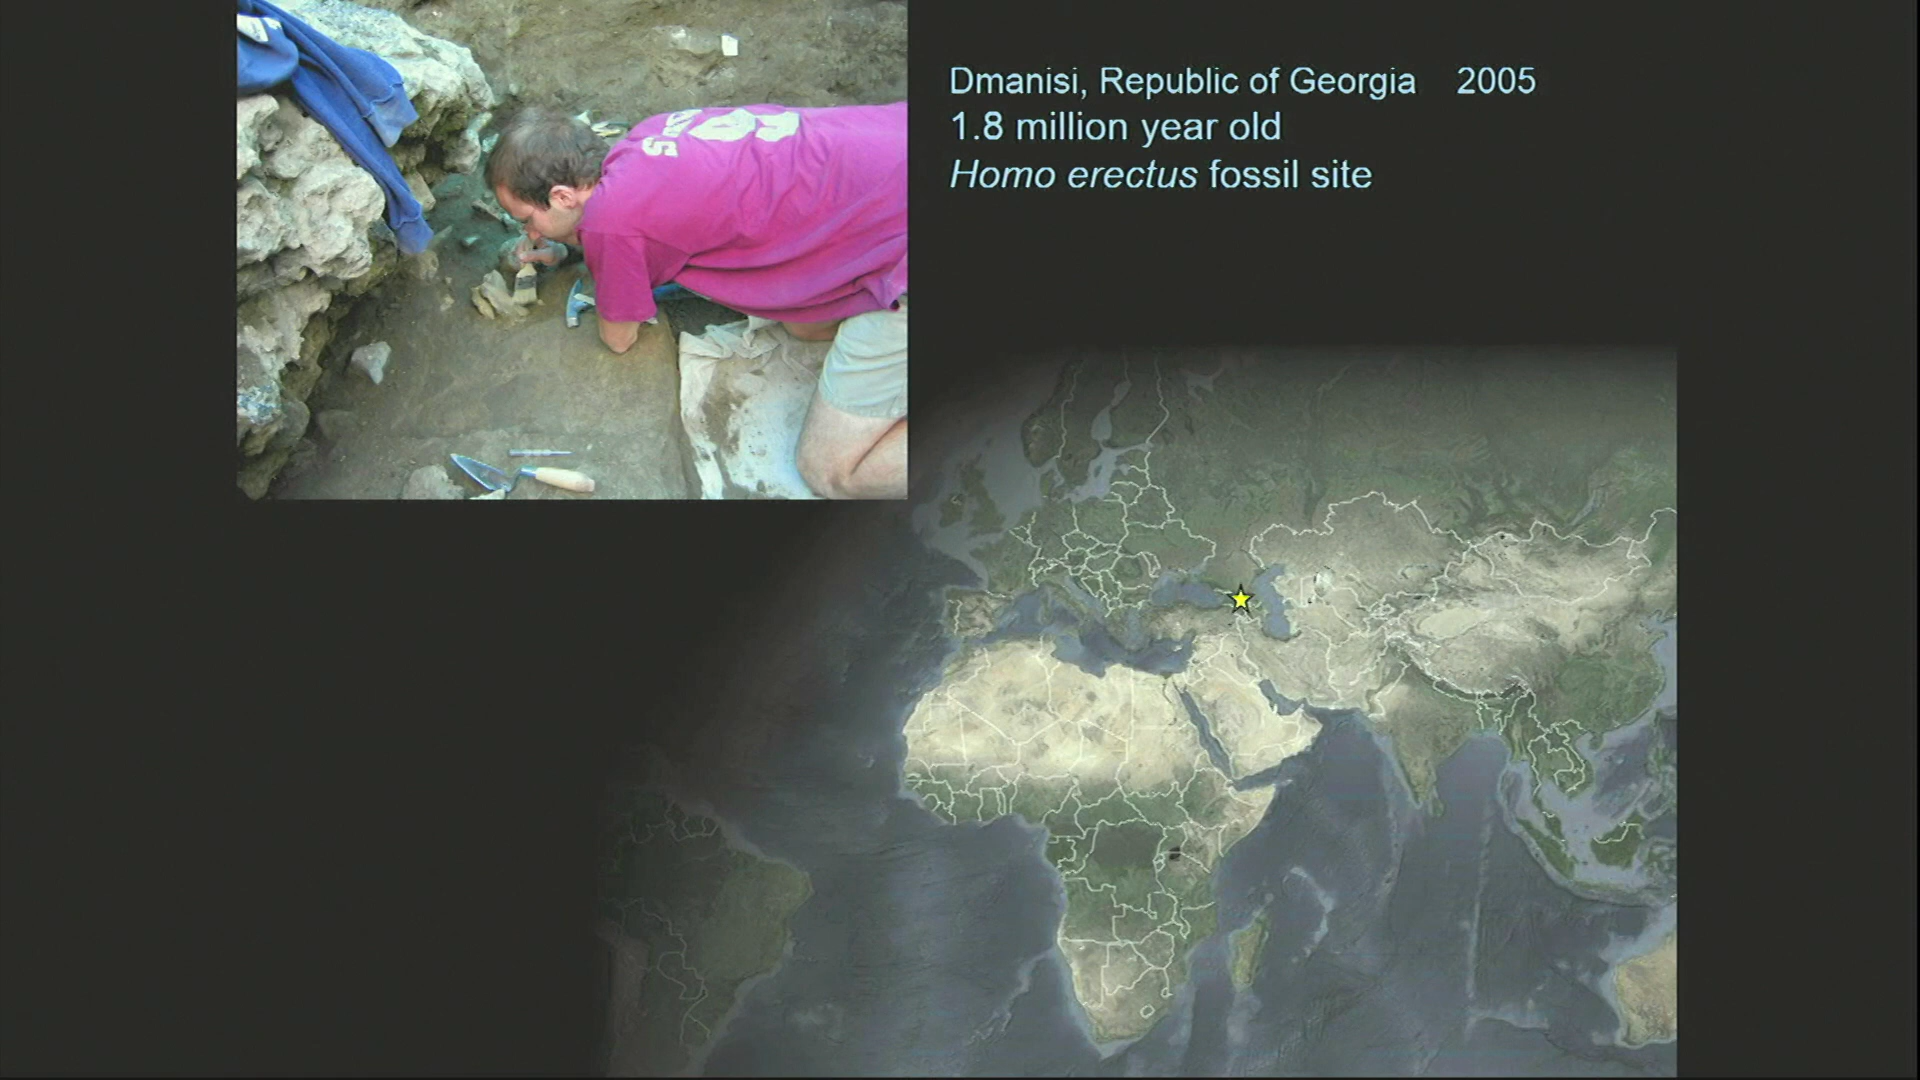 Dmanisi, Republic of Georgia 2005
1.8 million year old
Homo erectus fossil site